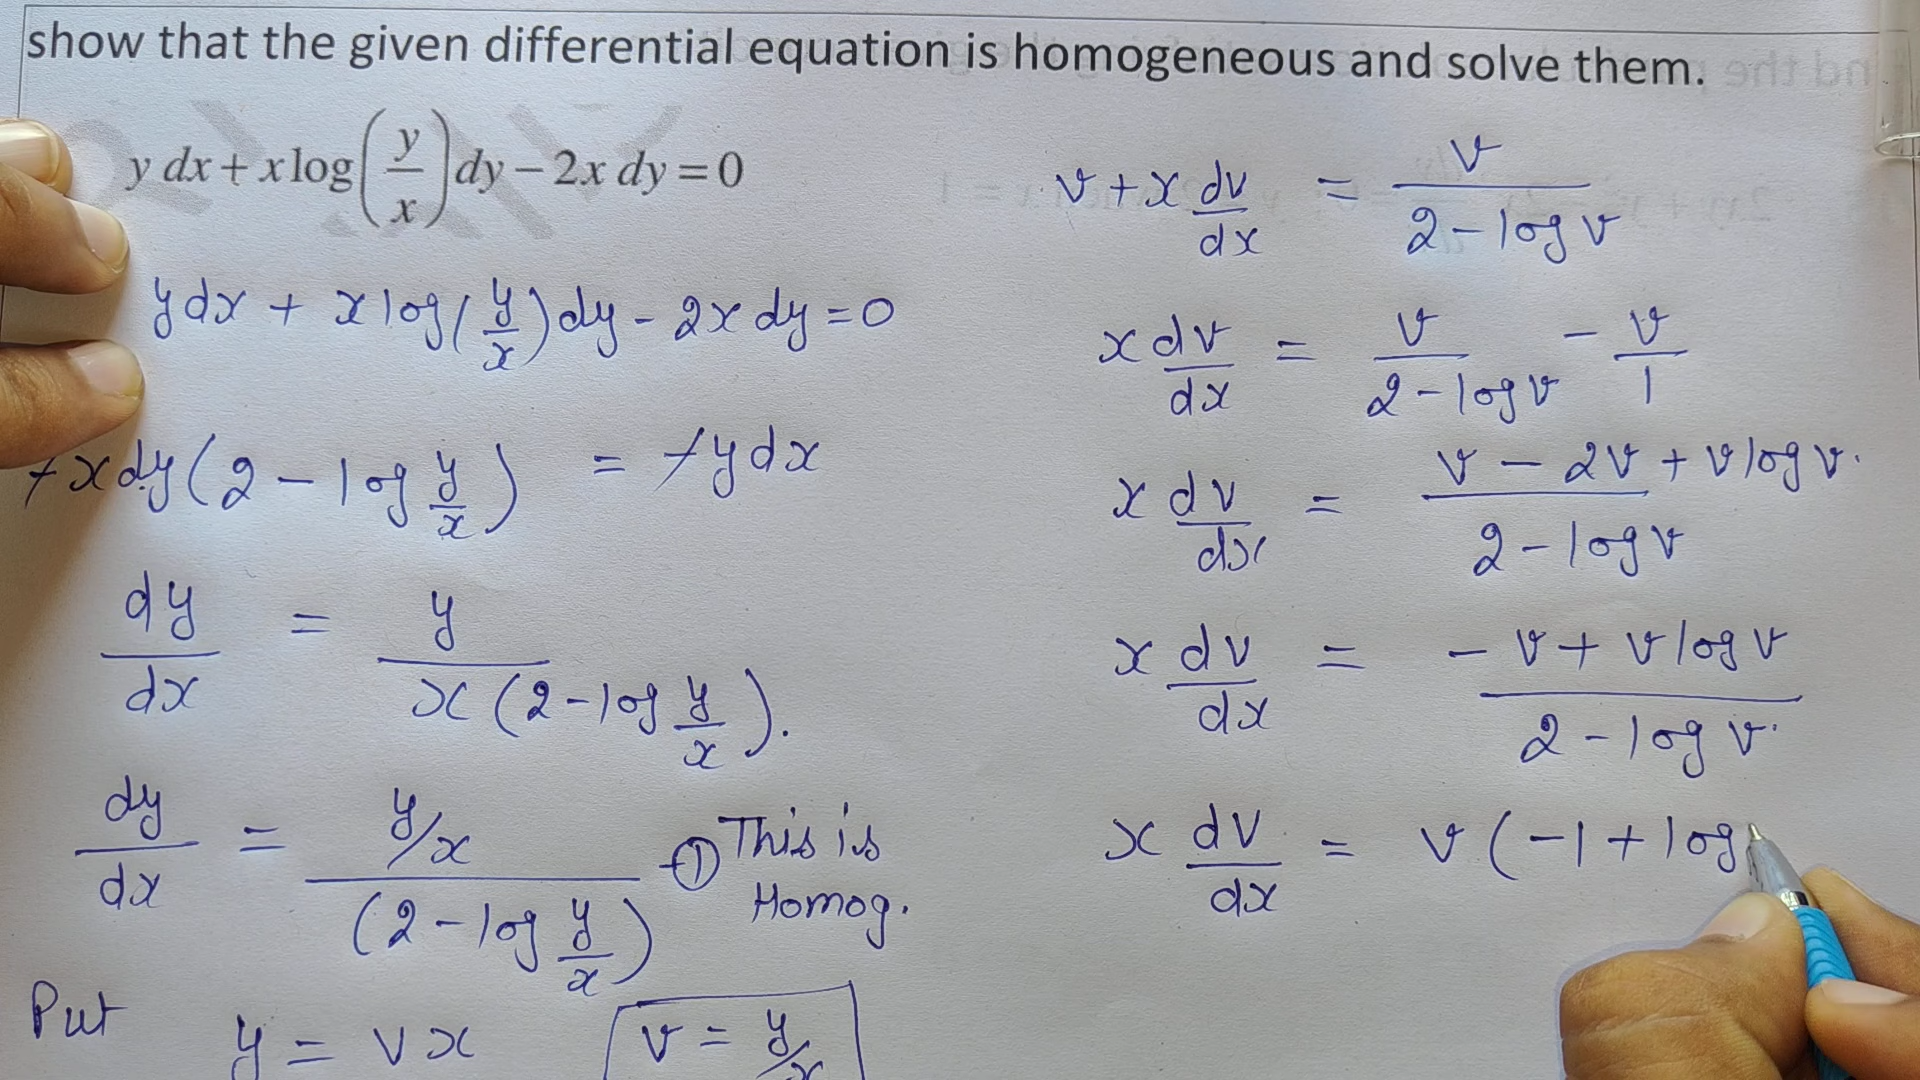 show that the given differential equation is homogeneous and solve them.
y dx + x log(y/x) dy − 2x dy = 0
ydx + x log(y/x) dy - 2x dy = 0
+xdy(2 - log y/x) = +ydx
dy/dx = y/x(2 - log y/x).
dy/dx = y/x/(2 - log y/x) -① This is Homog.
Put y = vx v = y/x
v + x dv/dx = v/2 - log v
x dv/dx = v/2 - log v - v/1
x dv/dx = v - 2v + v log v./2 - log v
x dv/dx = - v + v log v/2 - log v.
x dv/dx = v(-1 + log